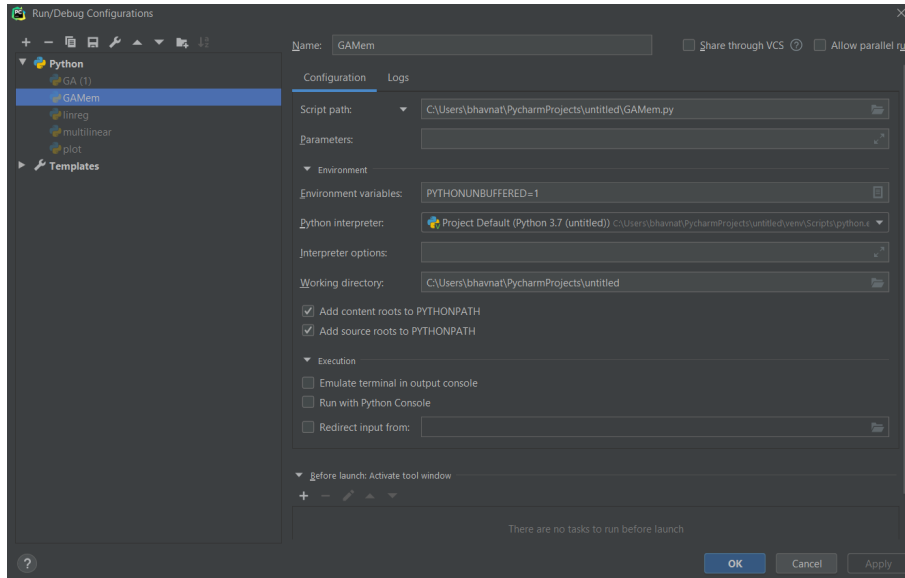 Run/Debug Configurations
Name: GAMem
Share through VCS
Allow parallel ru
Python
GA (1)
GAMem
linreg
multilinear
plot
Templates
Configuration Logs
Script path: C:\Users\bhavnat\PycharmProjects\untitled\GAMem.py
Parameters:
Environment
Environment variables: PYTHONUNBUFFERED=1
Python interpreter: Project Default (Python 3.7 (untitled)) C:\Users\bhavnat\PycharmProjects\untitled\venv\Scripts\python.e
Interpreter options:
Working directory: C:\Users\bhavnat\PycharmProjects\untitled
Add content roots to PYTHONPATH
Add source roots to PYTHONPATH
Execution
Emulate terminal in output console
Run with Python Console
Redirect input from:
Before launch: Activate tool window
There are no tasks to run before launch
OK Cancel Apply